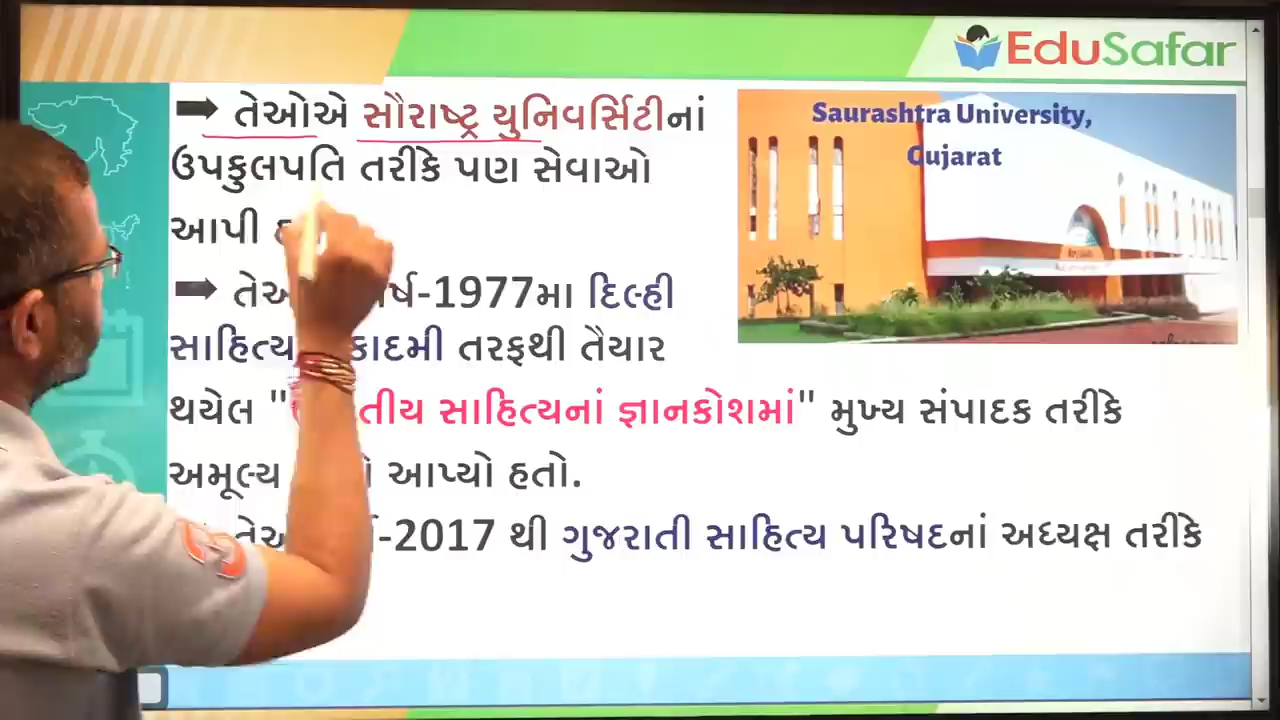 EduSafar
➡ તેઓએ સૌરાષ્ટ્ર યુનિવર્સિટીનાં
ઉપકુલપતિ તરીકે પણ સેવાઓ
આપી
Saurashtra University,
Gujarat
➡ વર્ષ-1977મા દિલ્હી
સાહિત્ય તરફથી તૈયાર
થયેલ " સાહિત્યનાં જ્ઞાનકોશમાં" મુખ્ય સંપાદક તરીકે
અમૂલ્ય આપ્યો હતો.
-2017 થી ગુજરાતી સાહિત્ય પરિષદનાં અધ્યક્ષ તરીકે